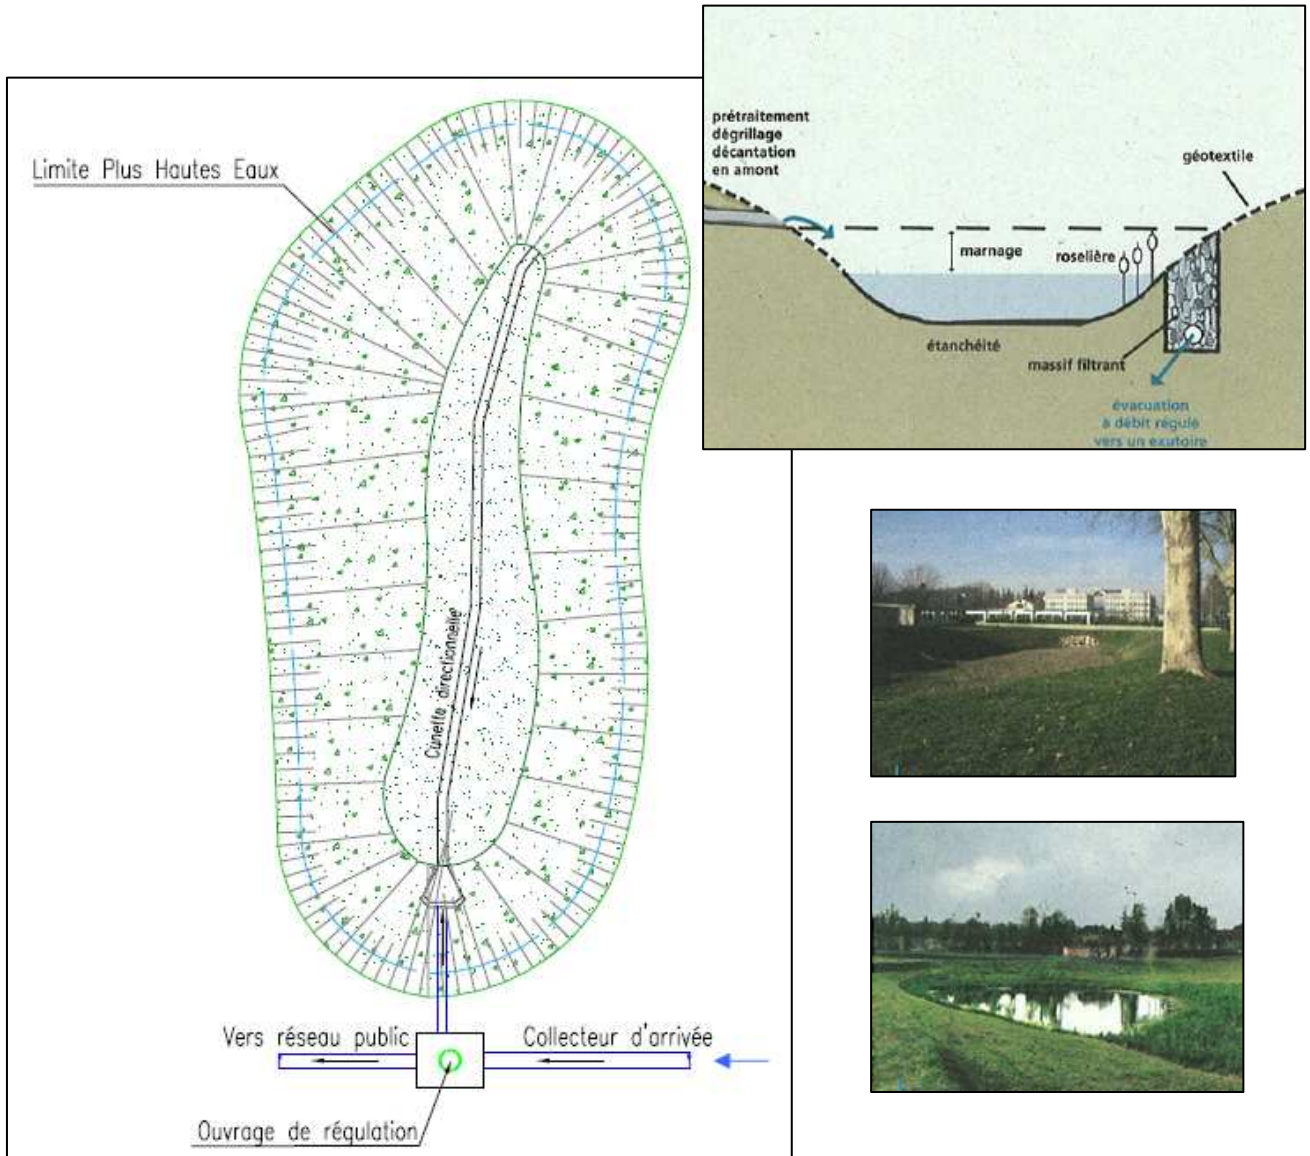 Limite Plus Hautes Eaux
Cunette directionnelle
Vers réseau public
Collecteur d'arrivée
Ouvrage de régulation
prétraitement
dégrillage
décantation
en amont
géotextile
marnage
roselière
étanchéité
massif filtrant
évacuation
à débit régulé
vers un exutoire